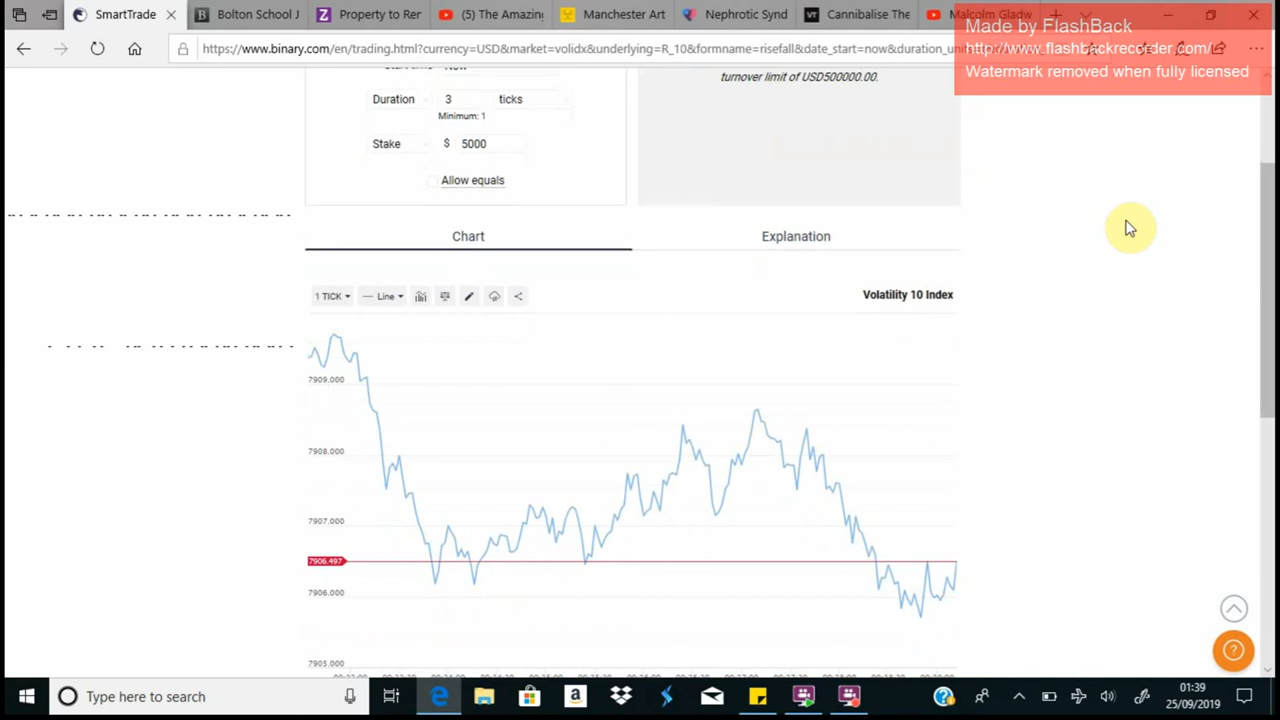 SmartTrade
Bolton School J
Property to Rer
(5) The Amazing
Manchester Art
Nephrotic Synd
Cannibalise The
Malcolm Gladw
Made by FlashBack
http://www.flashbackrecorder.com/
Watermark removed when fully licensed
https://www.binary.com/en/trading.html?currency=USD&market=volidx&underlying=R_10&formname=risefall&date_start=now&duration_un
turnover limit of USD500000.00.
Duration 3 ticks
Minimum: 1
Stake $ 5000
Allow equals
Chart Explanation
1 TICK Line
Volatility 10 Index
7909.000
7908.000
7907.000
7906.497
7906.000
7905.000
Type here to search
01:39
25/09/2019